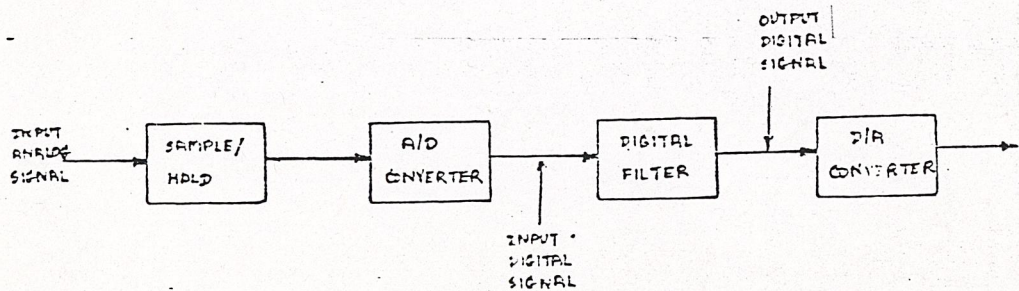 OUTPUT
DIGITAL
SIGNAL
INPUT
ANALOG
SIGNAL
SAMPLE/
HOLD
A/D
CONVERTER
DIGITAL
FILTER
D/A
CONVERTER
INPUT
DIGITAL
SIGNAL